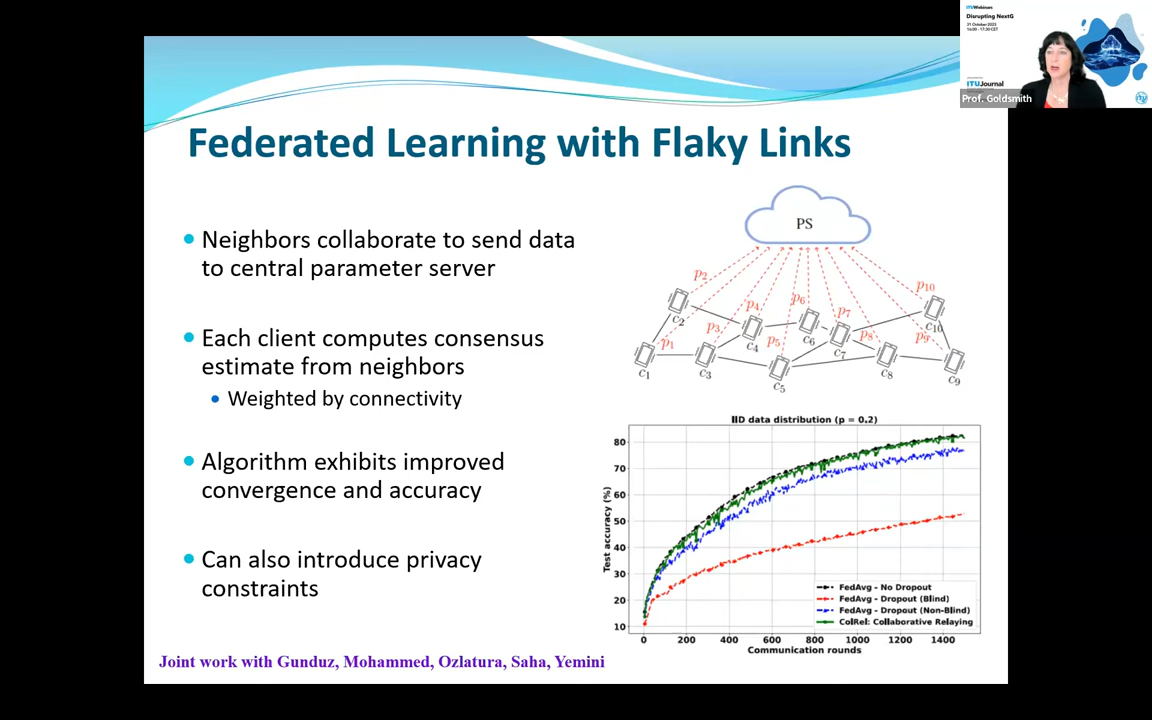 ITUWebinars
Disrupting NextG
31 October 2023
ITUJournal
Prof. Goldsmith
Federated Learning with Flaky Links
Neighbors collaborate to send data
to central parameter server
Each client computes consensus
estimate from neighbors
Weighted by connectivity
Algorithm exhibits improved
convergence and accuracy
Can also introduce privacy
constraints
Joint work with Gunduz, Mohammed, Ozlatura, Saha, Yemini
PS
p2
p10
p4
p6
p7
p3
p1
p5
p8
p9
c2
c10
c4
c6
c7
c1
c3
c5
c8
c9
IID data distribution (p = 0.2)
Test accuracy (%)
80
70
60
50
40
30
20
10
FedAvg - No Dropout
FedAvg - Dropout (Blind)
FedAvg - Dropout (Non-Blind)
ColRel: Collaborative Relaying
0 200 400 600 800 1000 1200 1400
Communication rounds